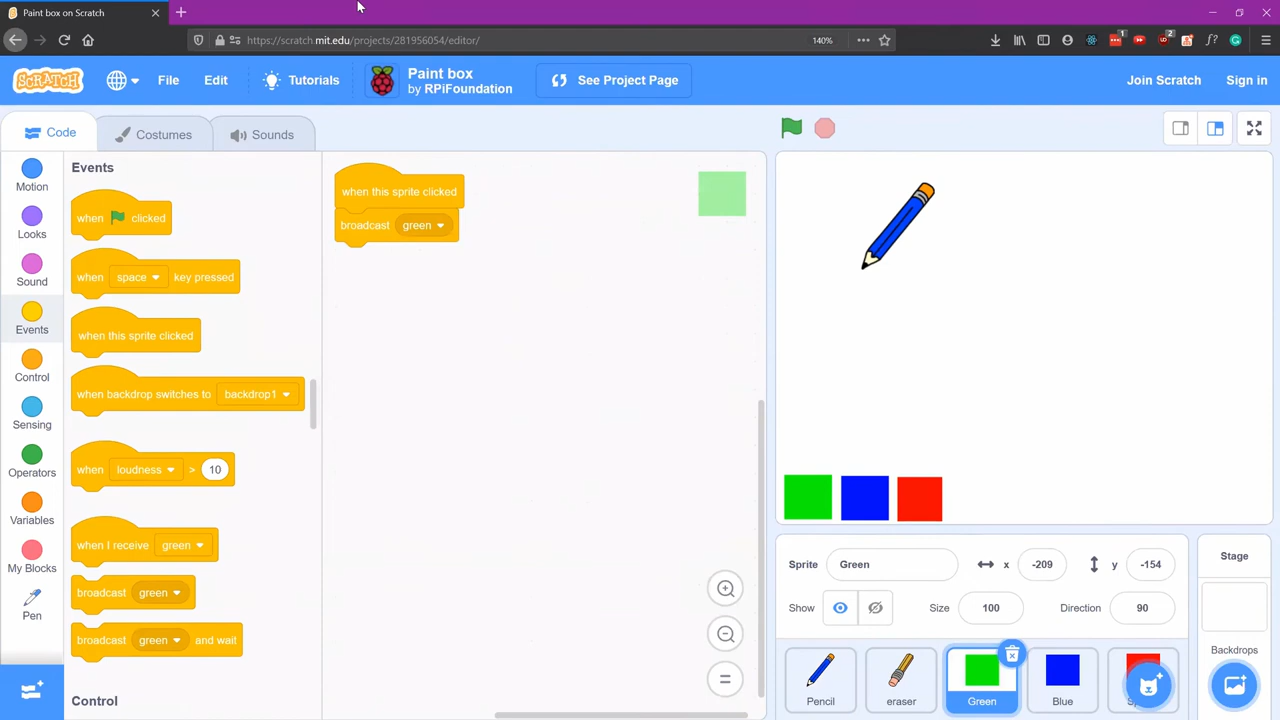 Paint box on Scratch
https://scratch.mit.edu/projects/281956054/editor/
140%
1
2
f?
SCRATCH
File
Edit
Tutorials
Paint box
by RPiFoundation
See Project Page
Join Scratch
Sign in
Code
Costumes
Sounds
Motion
Looks
Sound
Events
Control
Sensing
Operators
Variables
My Blocks
Pen
Events
when clicked
when space key pressed
when this sprite clicked
when backdrop switches to backdrop1
when loudness > 10
when I receive green
broadcast green
broadcast green and wait
Control
when this sprite clicked
broadcast green
Sprite Green x -209 y -154
Show Size 100 Direction 90
Pencil
eraser
Green
Blue
Stage
Backdrops